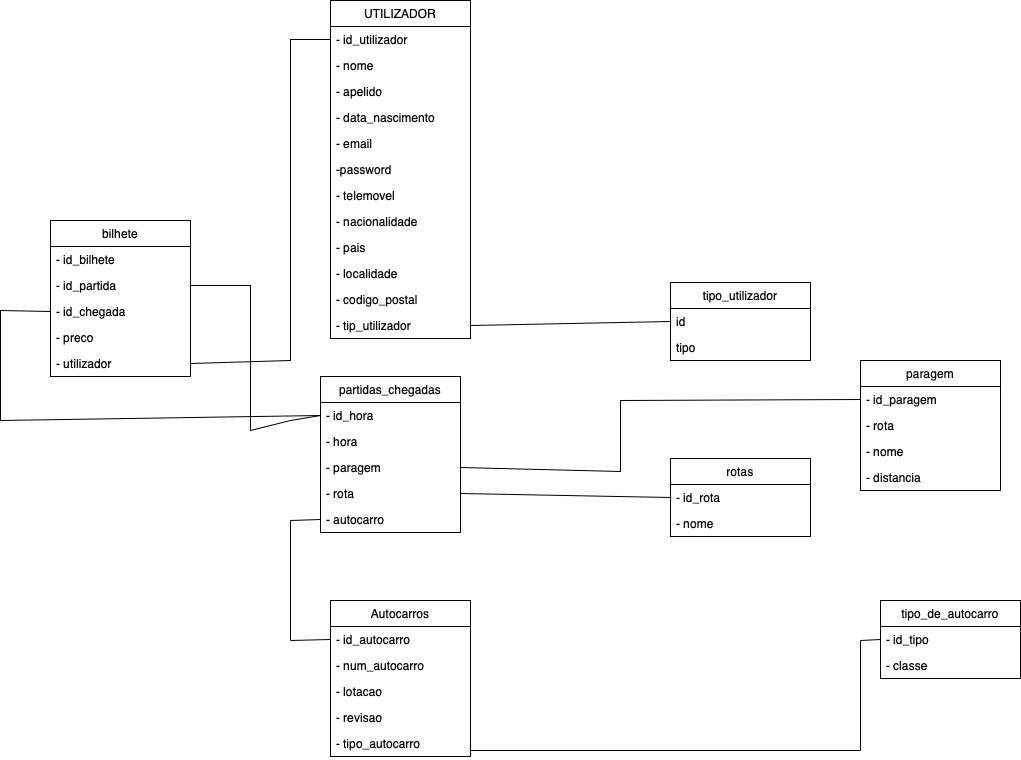 UTILIZADOR
- id_utilizador
- nome
- apelido
- data_nascimento
- email
-password
- telemovel
- nacionalidade
- pais
- localidade
- codigo_postal
- tip_utilizador
bilhete
- id_bilhete
- id_partida
- id_chegada
- preco
- utilizador
tipo_utilizador
id
tipo
partidas_chegadas
- id_hora
- hora
- paragem
- rota
- autocarro
paragem
- id_paragem
- rota
- nome
- distancia
rotas
- id_rota
- nome
Autocarros
- id_autocarro
- num_autocarro
- lotacao
- revisao
- tipo_autocarro
tipo_de_autocarro
- id_tipo
- classe